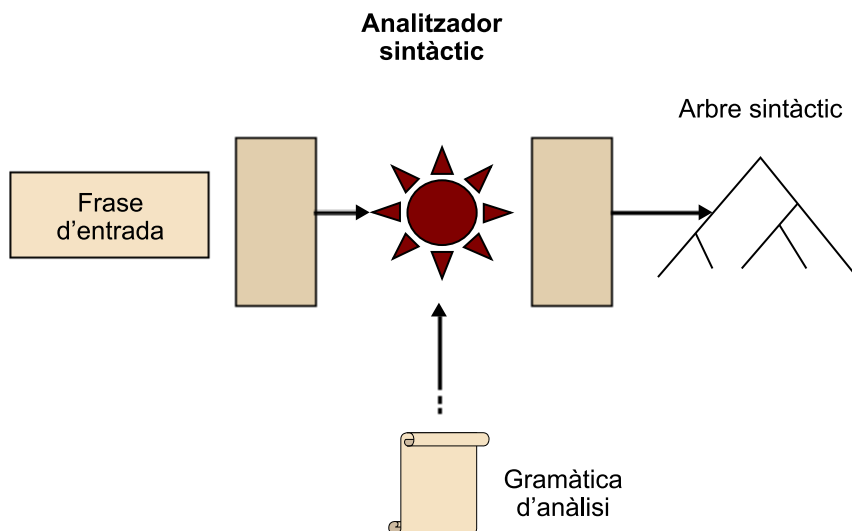 Analitzador
sintàctic
Arbre sintàctic
Frase
d’entrada
Gramàtica
d’anàlisi